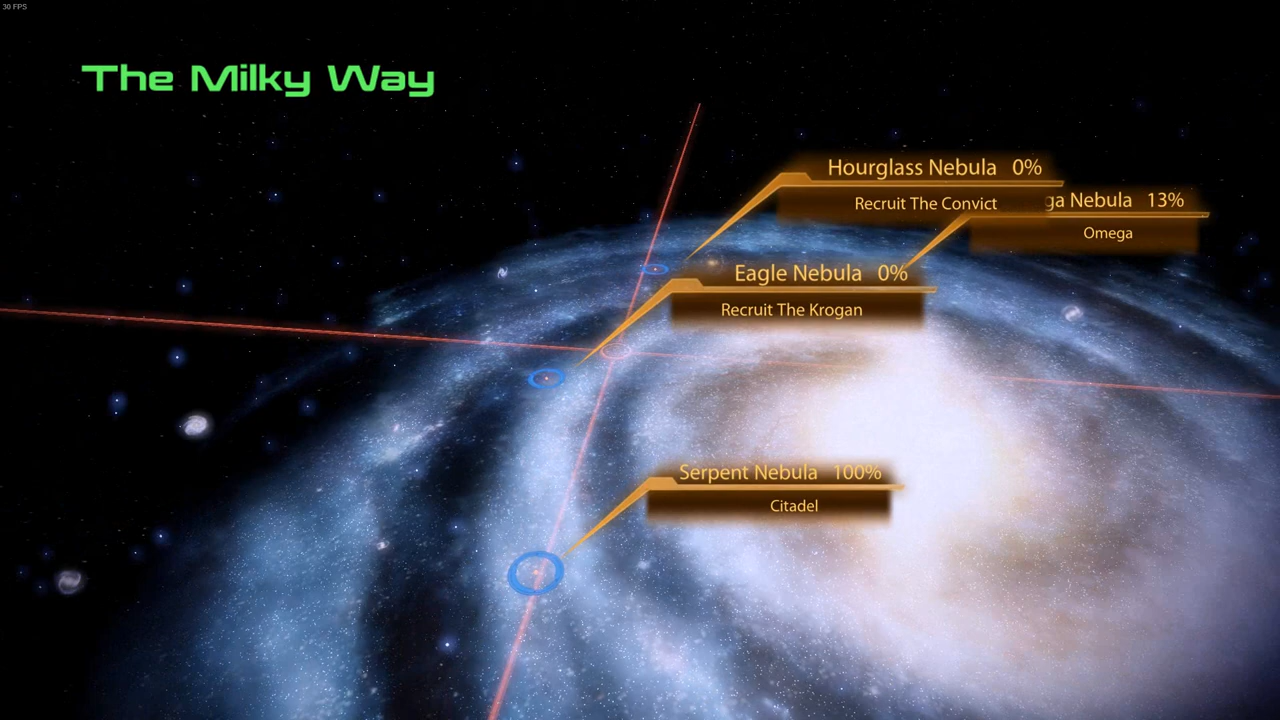 30 FPS
The Milky Way
Hourglass Nebula 0%
Recruit The Convict
ga Nebula 13%
Omega
Eagle Nebula 0%
Recruit The Krogan
Serpent Nebula 100%
Citadel